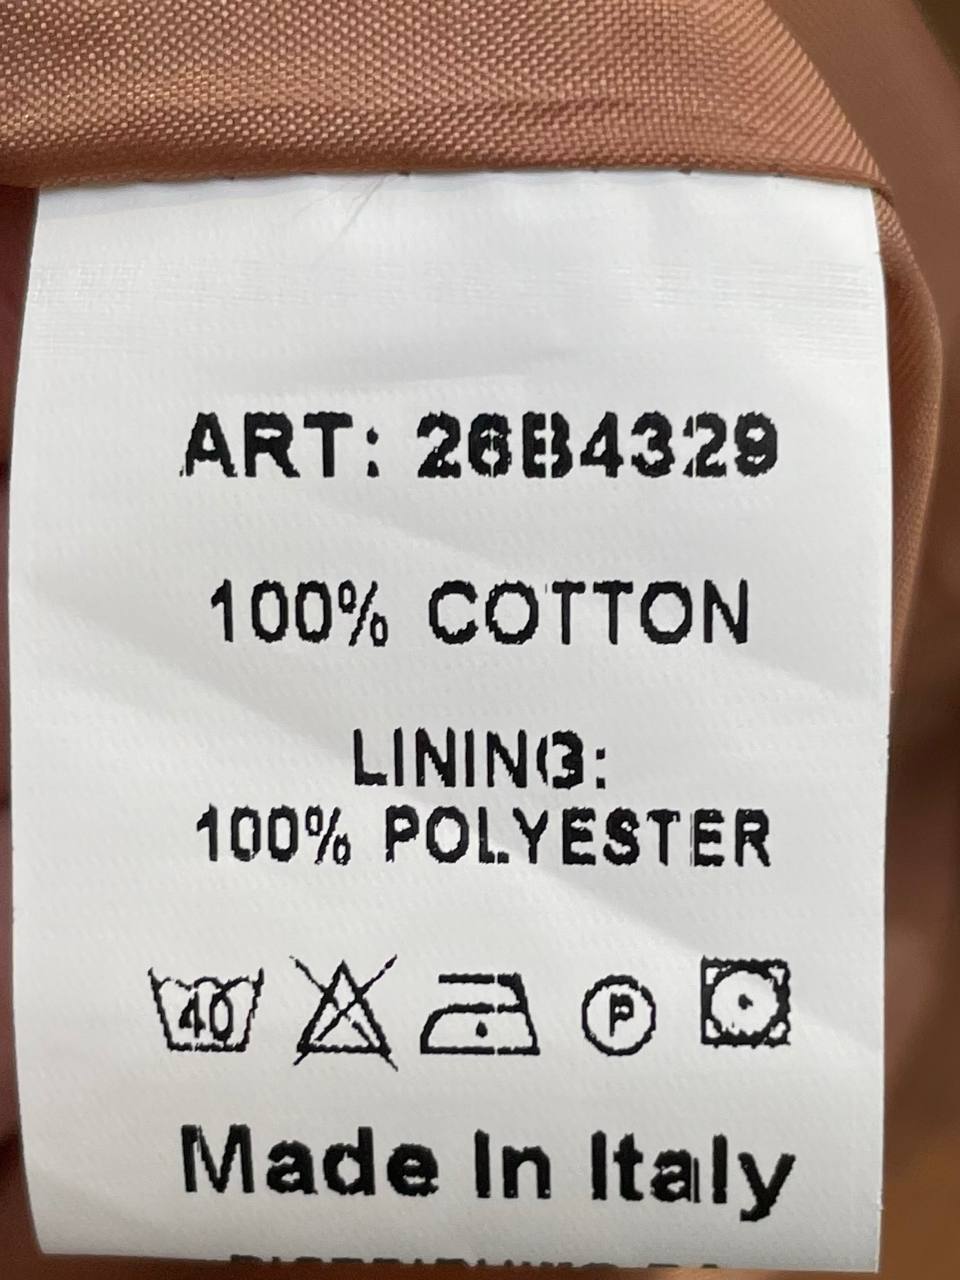 ART: 26B4329
100% COTTON
LINING:
100% POLYESTER
40 P
Made In Italy